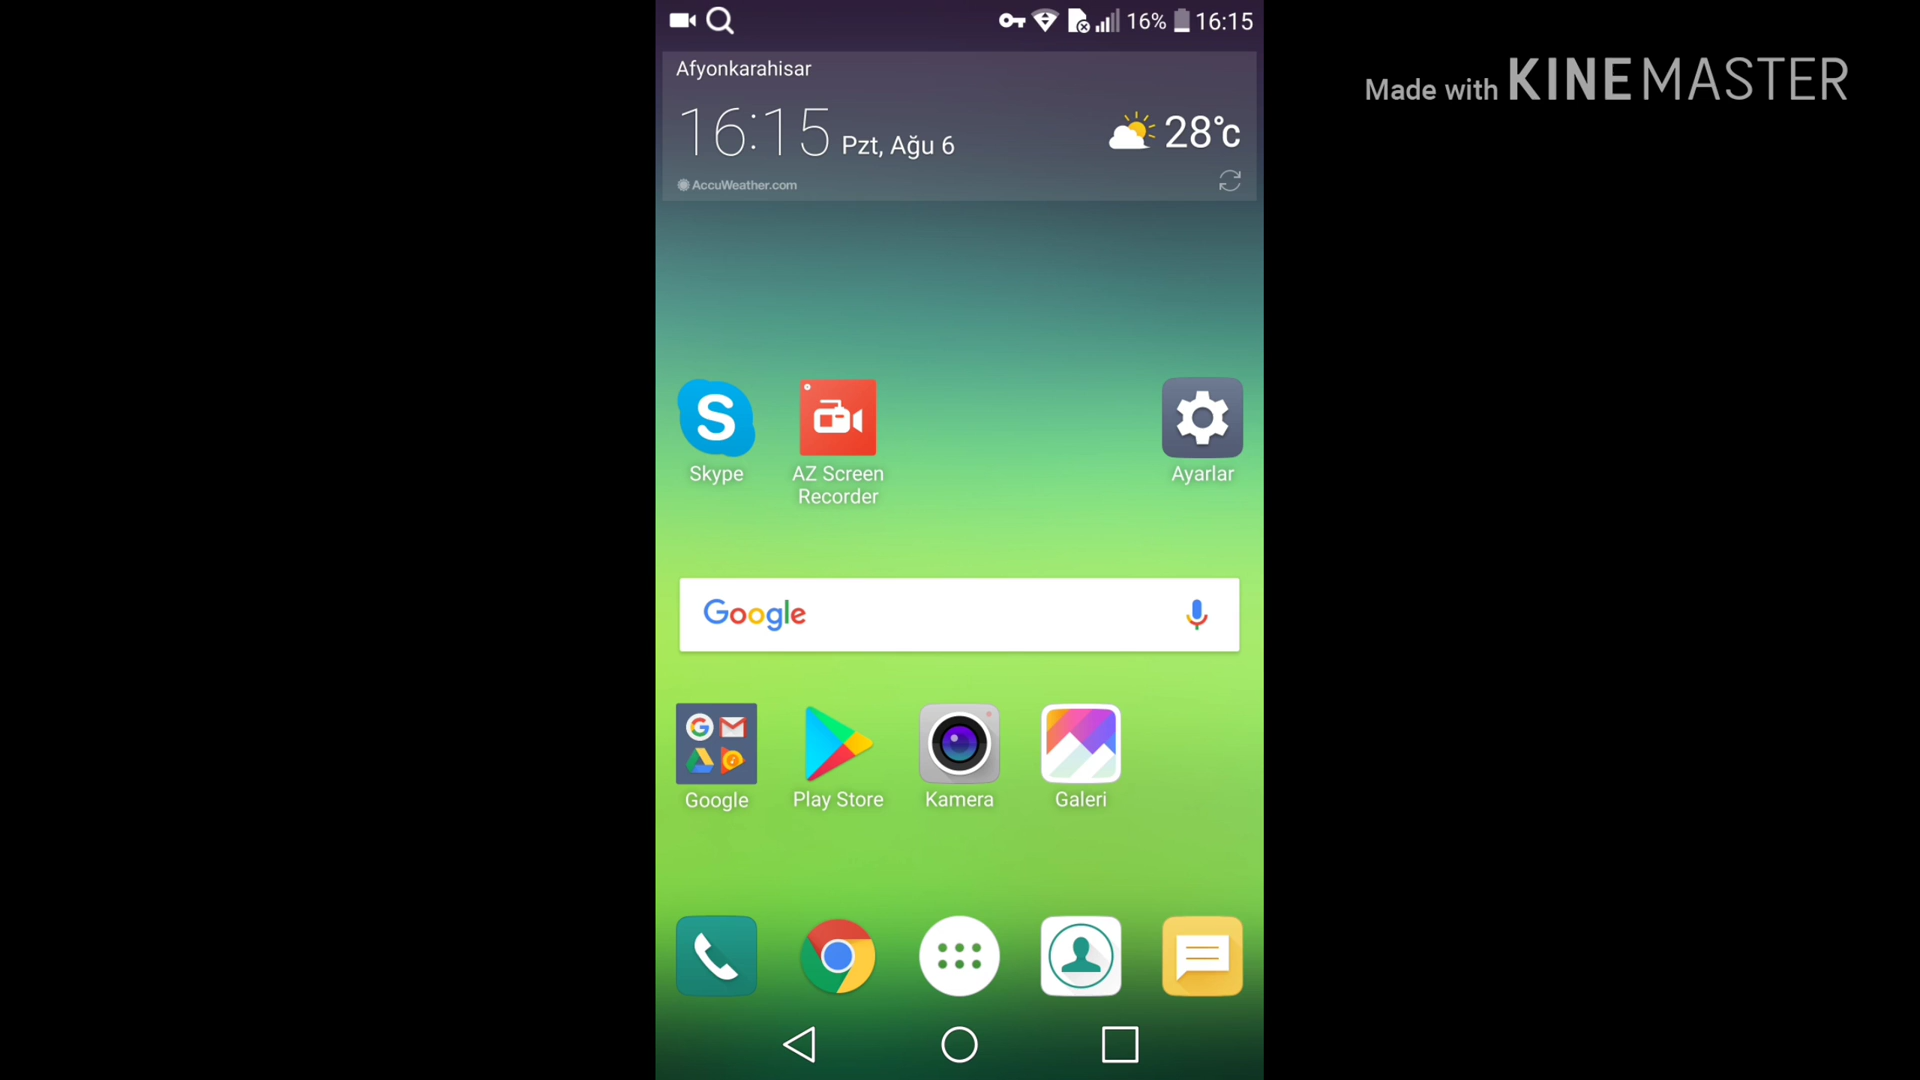 16% 16:15
Made with KINEMASTER
Afyonkarahisar
16:15 Pzt, Ağu 6
28°c
AccuWeather.com
S
Skype
AZ Screen
Recorder
Ayarlar
Google
Google
Play Store
Kamera
Galeri